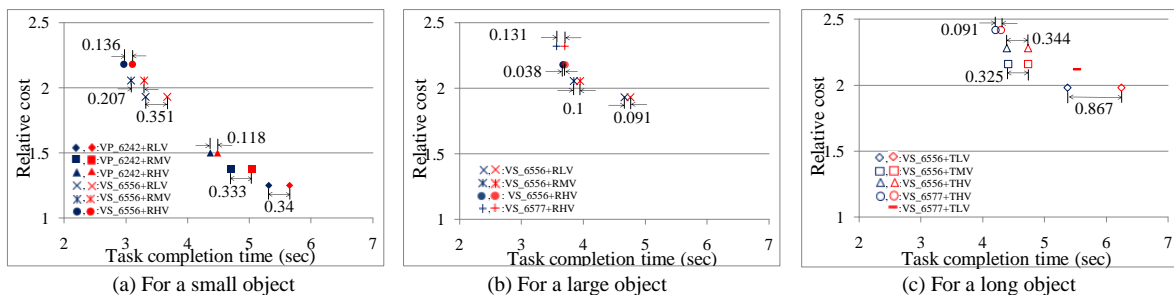 2.5
2
1.5
1
Relative cost
0.136
0.207
0.351
0.118
0.333
0.34
:VP_6242+RLV
:VP_6242+RMV
:VP_6242+RHV
:VS_6556+RLV
:VS_6556+RMV
:VS_6556+RHV
2 3 4 5 6 7
Task completion time (sec)
(a) For a small object
2.5
2
1.5
1
Relative cost
0.131
0.038
0.1
0.091
:VS_6556+RLV
:VS_6556+RMV
:VS_6556+RHV
:VS_6577+RHV
2 3 4 5 6 7
Task completion time (sec)
(b) For a large object
2.5
2
1.5
1
Relative cost
0.091
0.344
0.325
0.867
:VS_6556+TLV
:VS_6556+TMV
:VS_6556+THV
:VS_6577+THV
:VS_6577+TLV
2 3 4 5 6 7
Task completion time (sec)
(c) For a long object